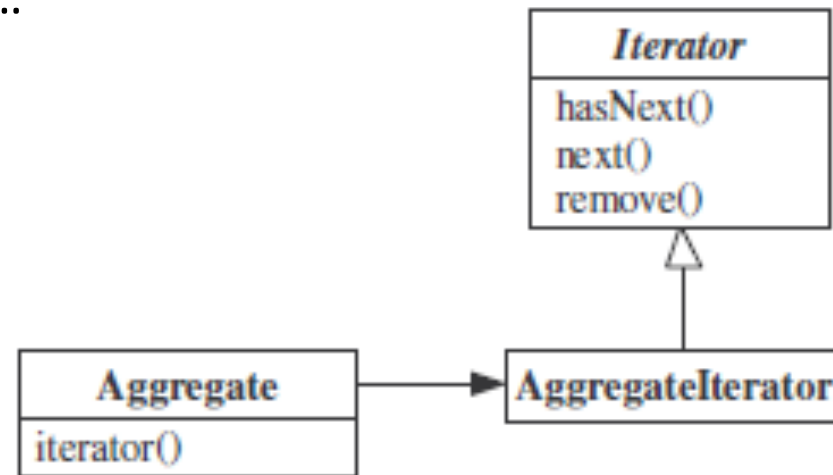 ..
Iterator
hasNext()
next()
remove()
Aggregate
iterator()
AggregateIterator